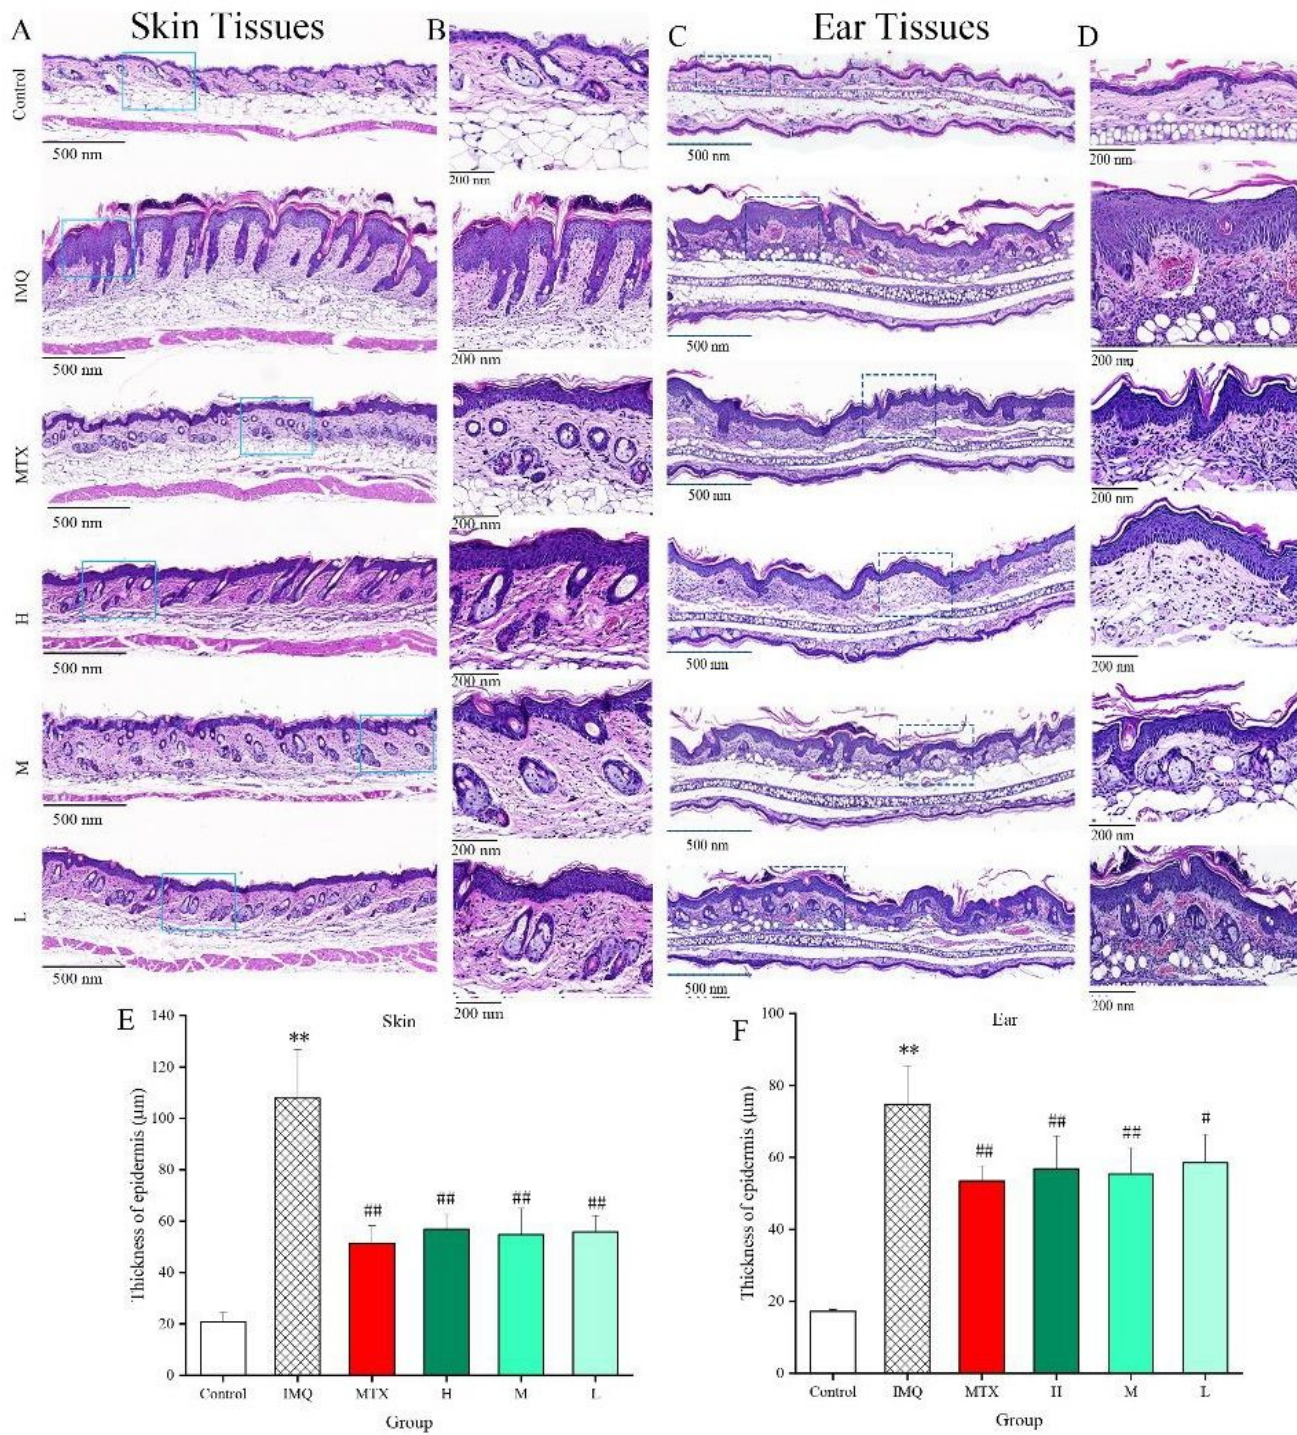 A Skin Tissues B C Ear Tissues D
Control
500 nm
200 nm
500 nm
200 nm
IMQ
500 nm
200 nm
500 nm
200 nm
MTX
500 nm
200 nm
500 nm
200 nm
H
500 nm
200 nm
500 nm
200 nm
M
500 nm
200 nm
500 nm
200 nm
L
500 nm
200 nm
500 nm
200 nm
E
Skin
Thickness of epidermis (μm)
140
120
100
80
60
40
20
0
**
##
##
##
##
Control IMQ MTX H M L
Group
F
Ear
Thickness of epidermis (μm)
100
80
60
40
20
0
**
##
##
##
#
Control IMQ MTX H M L
Group